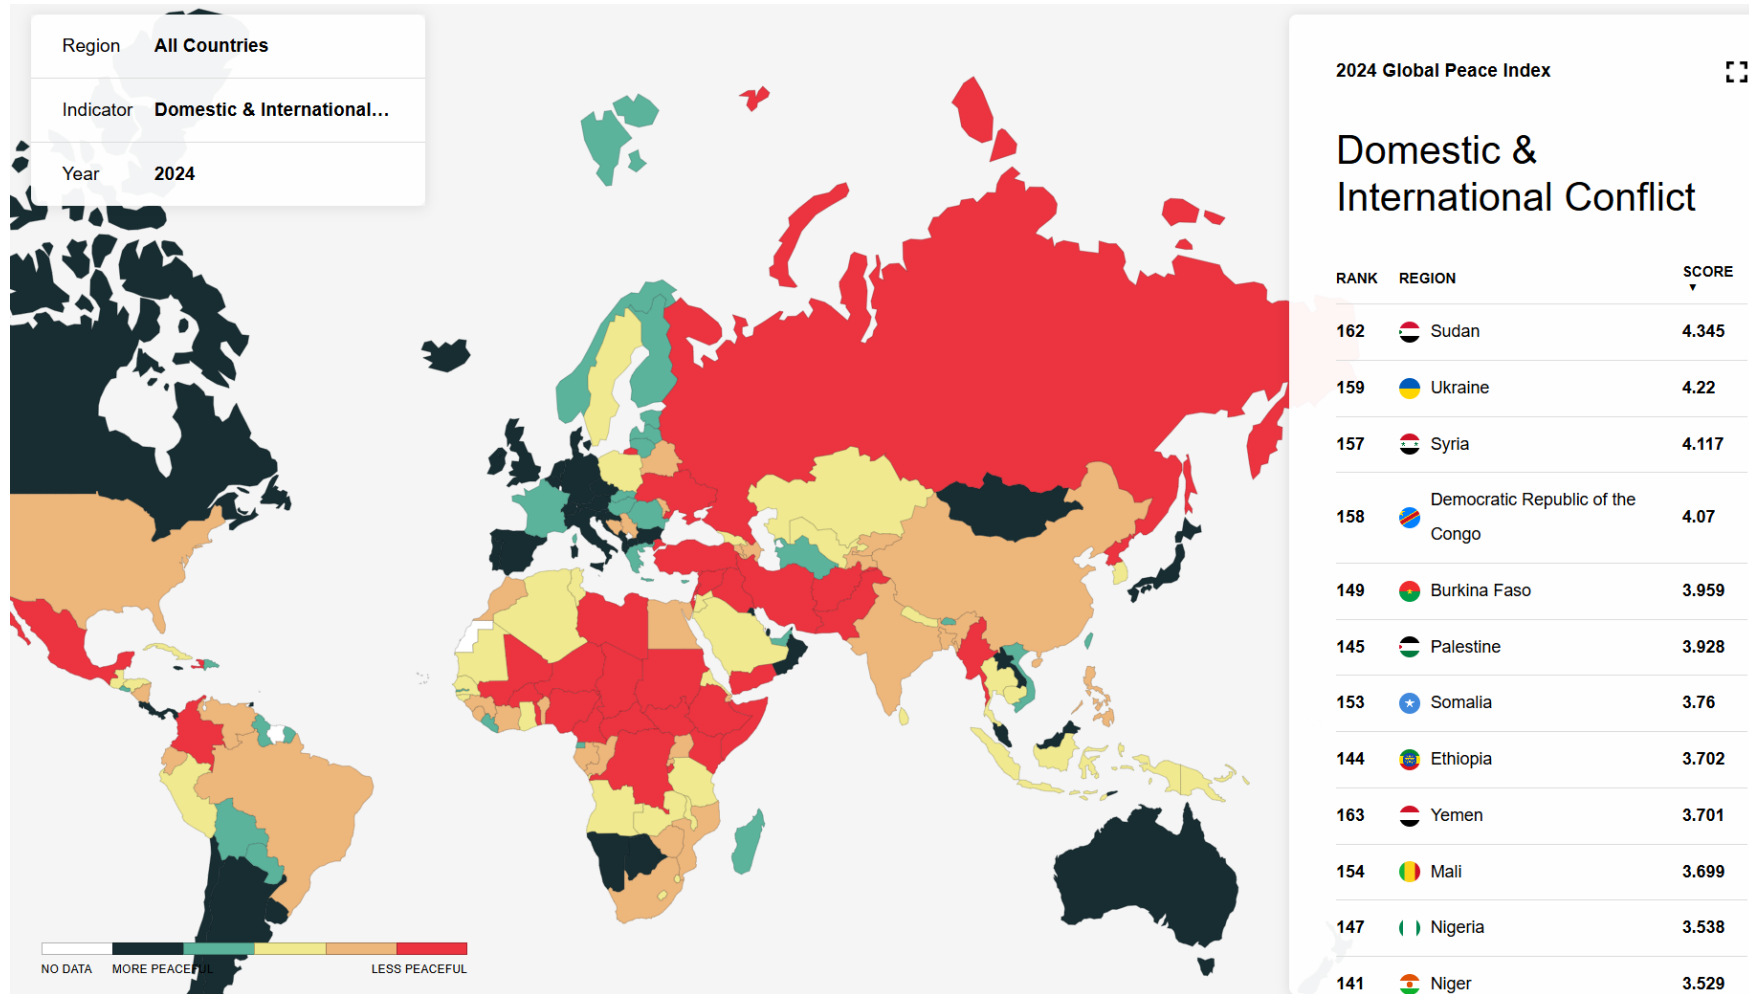 Region All Countries
Indicator Domestic & International...
Year 2024
NO DATA MORE PEACEFUL LESS PEACEFUL
2024 Global Peace Index
Domestic &
International Conflict
RANK REGION SCORE
▼
162 Sudan 4.345
159 Ukraine 4.22
157 Syria 4.117
158 Democratic Republic of the Congo 4.07
149 Burkina Faso 3.959
145 Palestine 3.928
153 Somalia 3.76
144 Ethiopia 3.702
163 Yemen 3.701
154 Mali 3.699
147 Nigeria 3.538
141 Niger 3.529